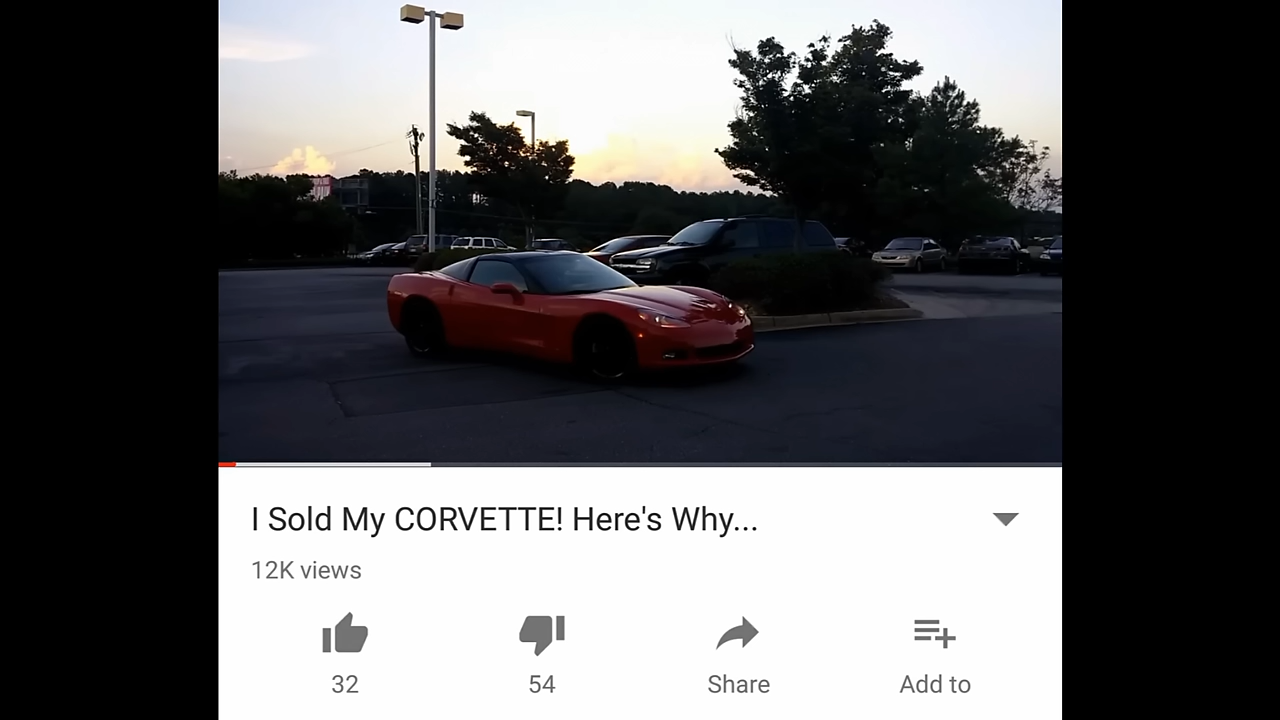 I Sold My CORVETTE! Here's Why...
12K views
32
54
Share
Add to